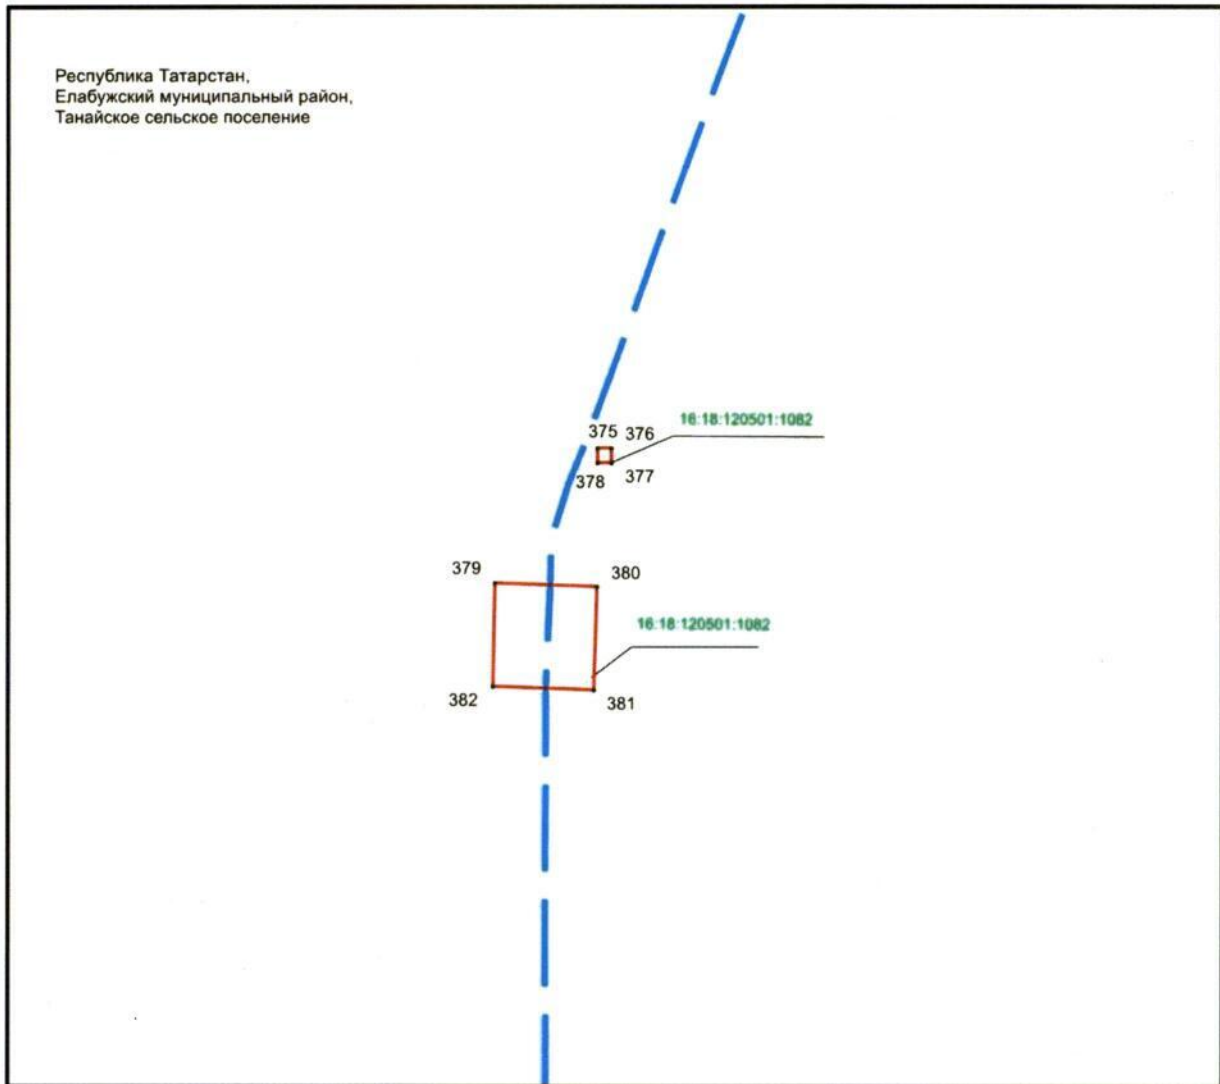 Республика Татарстан,
Елабужский муниципальный район,
Танайское сельское поселение
16:18:120501:1082
375 376
378 377
379 380
16:18:120501:1082
382 381